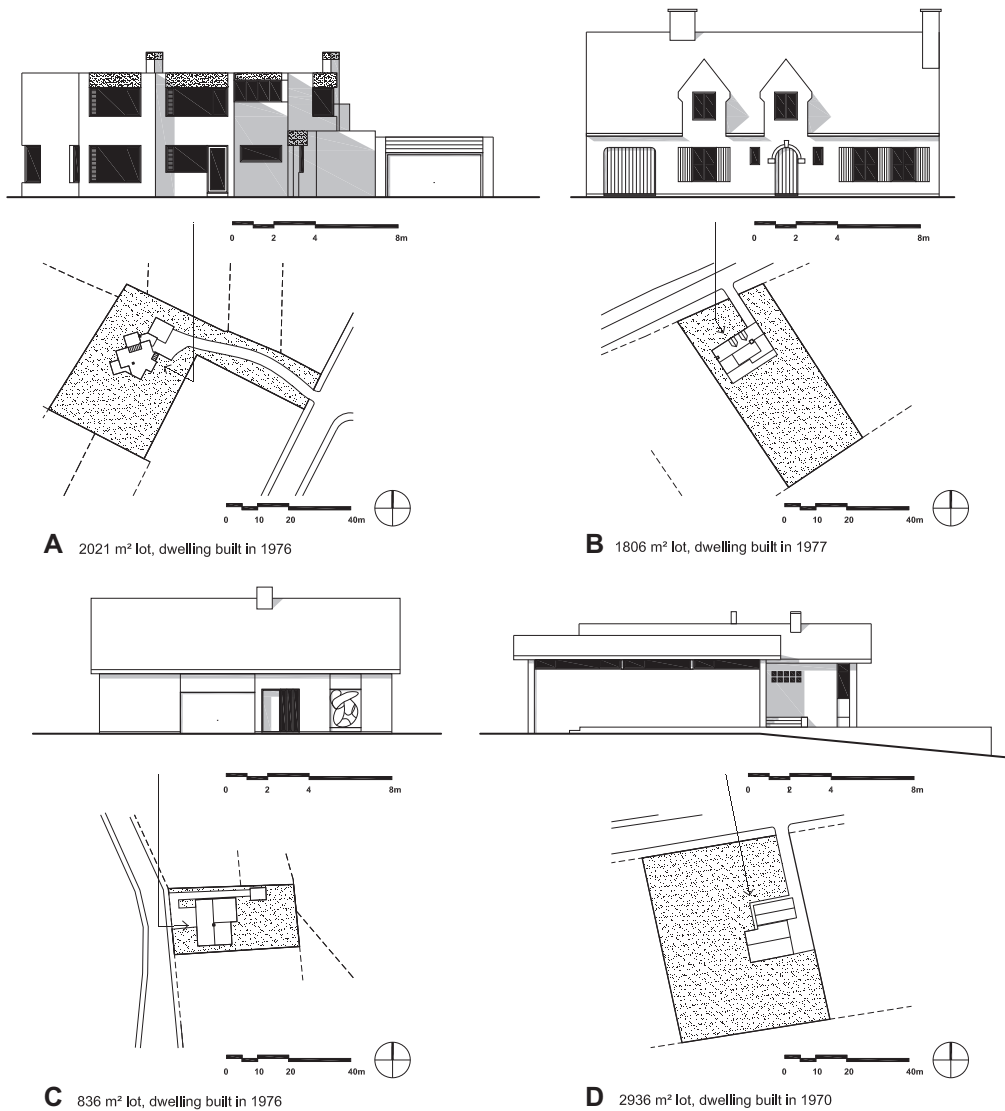 0 2 4 8m
0 2 4 8m
0 10 20 40m
0 10 20 40m
A 2021 m² lot, dwelling built in 1976
B 1806 m² lot, dwelling built in 1977
0 2 4 8m
0 2 4 8m
0 10 20 40m
0 10 20 40m
C 836 m² lot, dwelling built in 1976
D 2936 m² lot, dwelling built in 1970